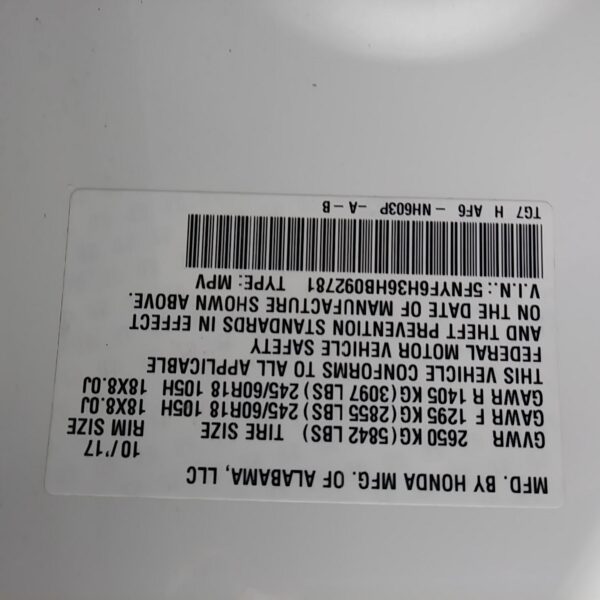 MFD. BY HONDA MFG. OF ALABAMA, LLC
10/'17
GVWR 2650 KG (5842 LBS) TIRE SIZE RIM SIZE
GAWR F 1295 KG (2855 LBS) 245/60R18 105H 18X8.0J
GAWR R 1405 KG (3097 LBS) 245/60R18 105H 18X8.0J
THIS VEHICLE CONFORMS TO ALL APPLICABLE
FEDERAL MOTOR VEHICLE SAFETY
AND THEFT PREVENTION STANDARDS IN EFFECT
ON THE DATE OF MANUFACTURE SHOWN ABOVE.
V.I.N.: 5FNYF6H36HB092781 TYPE: MPV
TG7 H AF6 - NH603P -A-B